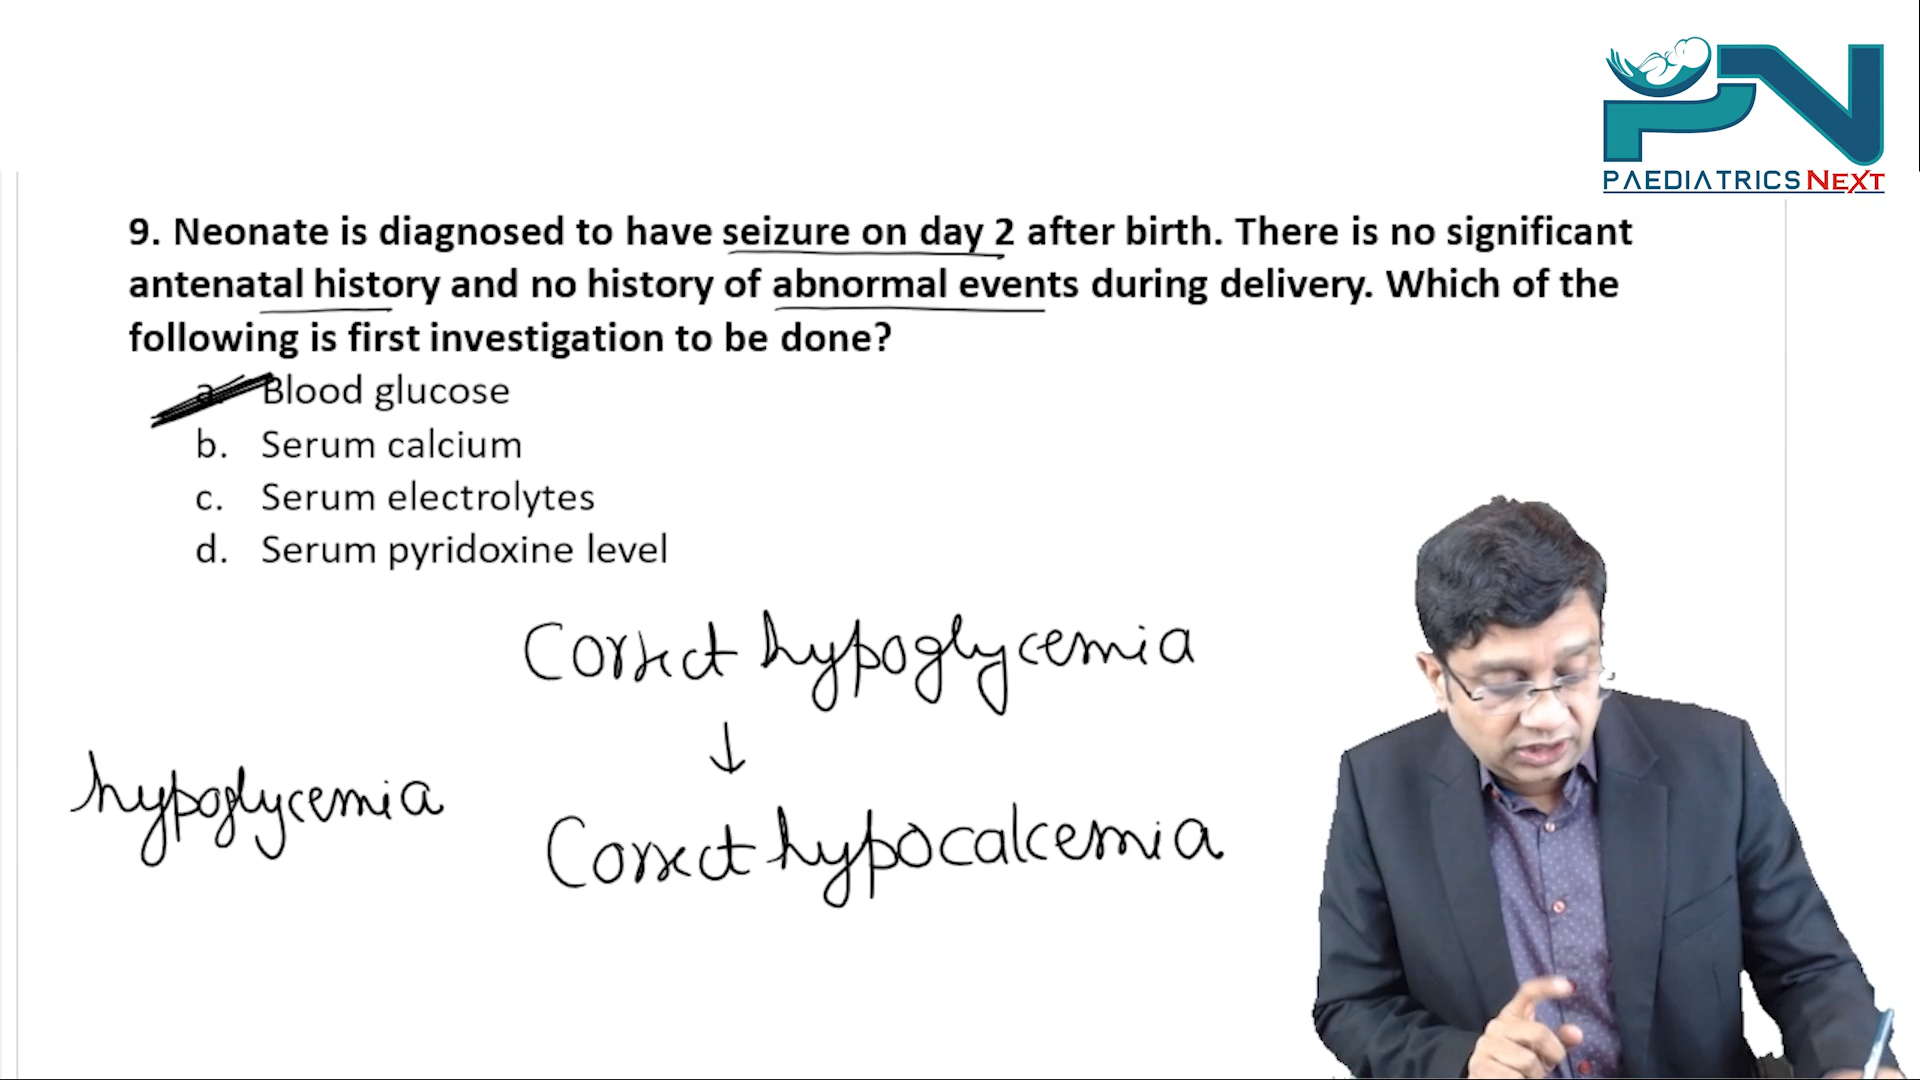 PAEDIATRICS NEXT
9. Neonate is diagnosed to have seizure on day 2 after birth. There is no significant
antenatal history and no history of abnormal events during delivery. Which of the
following is first investigation to be done?
a. Blood glucose
b. Serum calcium
c. Serum electrolytes
d. Serum pyridoxine level
Correct hypoglycemia
↓
hypoglycemia
Correct hypocalcemia